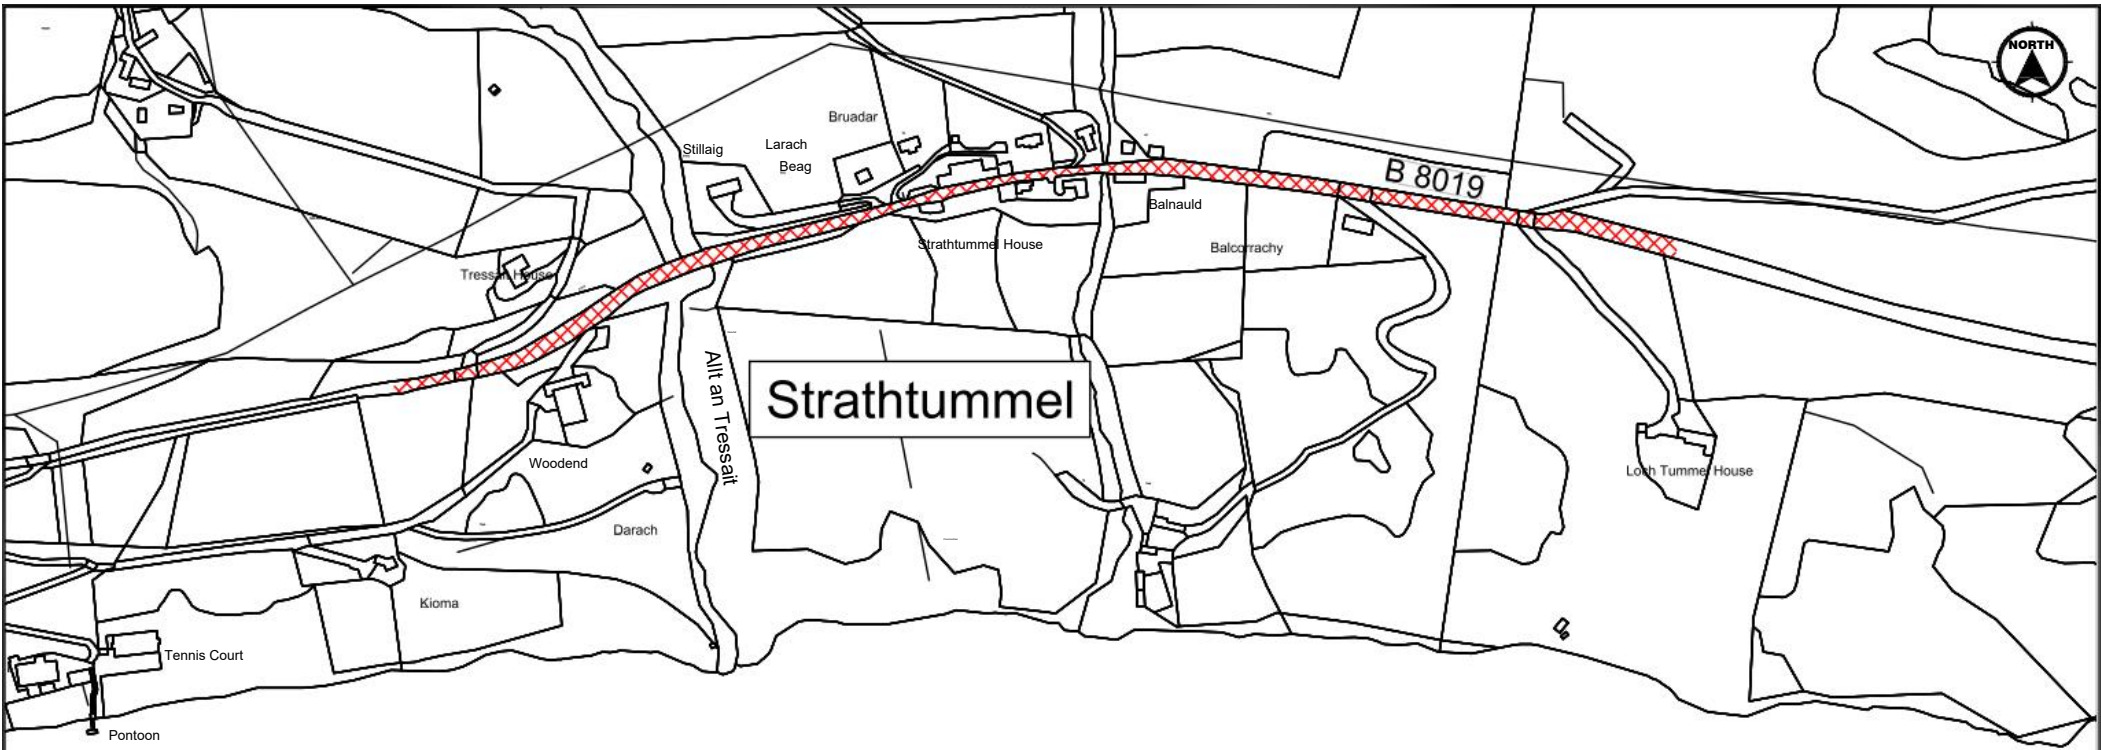 NORTH
Bruadar
Stillaig
Larach
Beag
B 8019
Balnauld
Strathtummel House
Balcorrachy
Tressait House
Allt an Tressait
Strathtummel
Woodend
Loch Tummel House
Darach
Kioma
Tennis Court
Pontoon